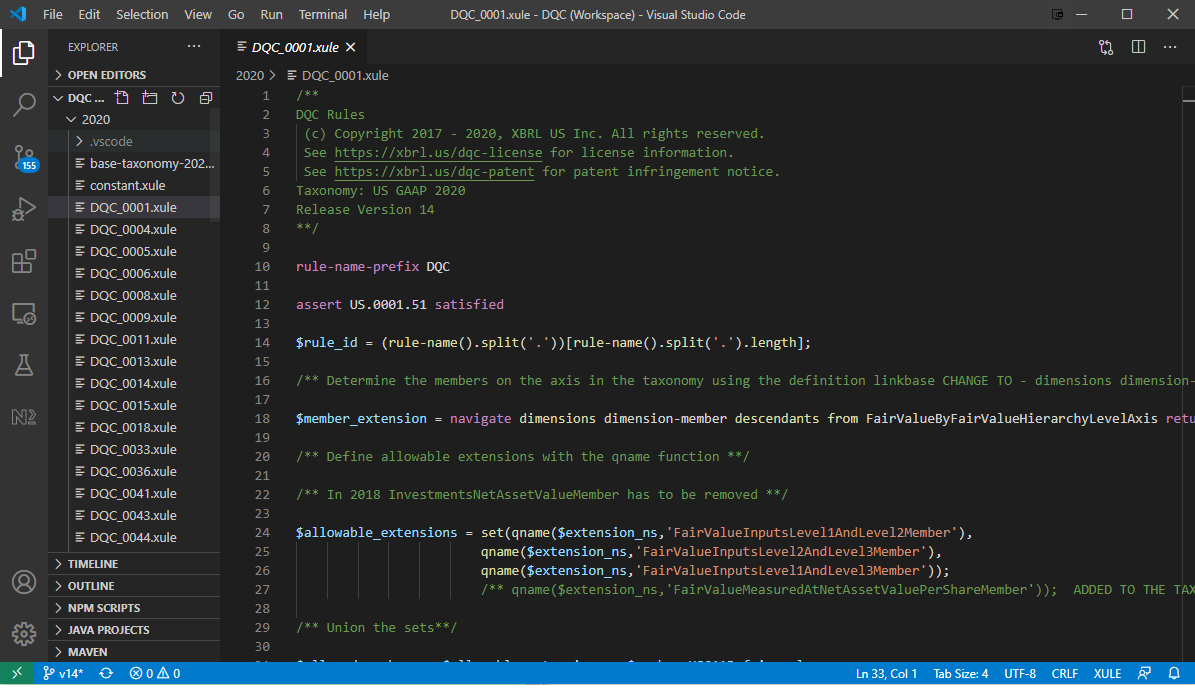 File Edit Selection View Go Run Terminal Help DQC_0001.xule - DQC (Workspace) - Visual Studio Code
EXPLORER
OPEN EDITORS
DQC ...
2020
.vscode
base-taxonomy-202...
constant.xule
DQC_0001.xule
DQC_0004.xule
DQC_0005.xule
DQC_0006.xule
DQC_0008.xule
DQC_0009.xule
DQC_0011.xule
DQC_0013.xule
DQC_0014.xule
DQC_0015.xule
DQC_0018.xule
DQC_0033.xule
DQC_0036.xule
DQC_0041.xule
DQC_0043.xule
DQC_0044.xule
TIMELINE
OUTLINE
NPM SCRIPTS
JAVA PROJECTS
MAVEN
155
N2
DQC_0001.xule
2020 > DQC_0001.xule
1 /**
2 DQC Rules
3 (c) Copyright 2017 - 2020, XBRL US Inc. All rights reserved.
4 See https://xbrl.us/dqc-license for license information.
5 See https://xbrl.us/dqc-patent for patent infringement notice.
6 Taxonomy: US GAAP 2020
7 Release Version 14
8 **/
9
10 rule-name-prefix DQC
11
12 assert US.0001.51 satisfied
13
14 $rule_id = (rule-name().split('.'))[rule-name().split('.').length];
15
16 /** Determine the members on the axis in the taxonomy using the definition linkbase CHANGE TO - dimensions dimension-
17
18 $member_extension = navigate dimensions dimension-member descendants from FairValueByFairValueHierarchyLevelAxis retu
19
20 /** Define allowable extensions with the qname function **/
21
22 /** In 2018 InvestmentsNetAssetValueMember has to be removed **/
23
24 $allowable_extensions = set(qname($extension_ns,'FairValueInputsLevel1AndLevel2Member'),
25 qname($extension_ns,'FairValueInputsLevel2AndLevel3Member'),
26 qname($extension_ns,'FairValueInputsLevel1AndLevel3Member'));
27 /** qname($extension_ns,'FairValueMeasuredAtNetAssetValuePerShareMember')); ADDED TO THE TAX
28
29 /** Union the sets**/
30
v14* 0 0 Ln 33, Col 1 Tab Size: 4 UTF-8 CRLF XULE